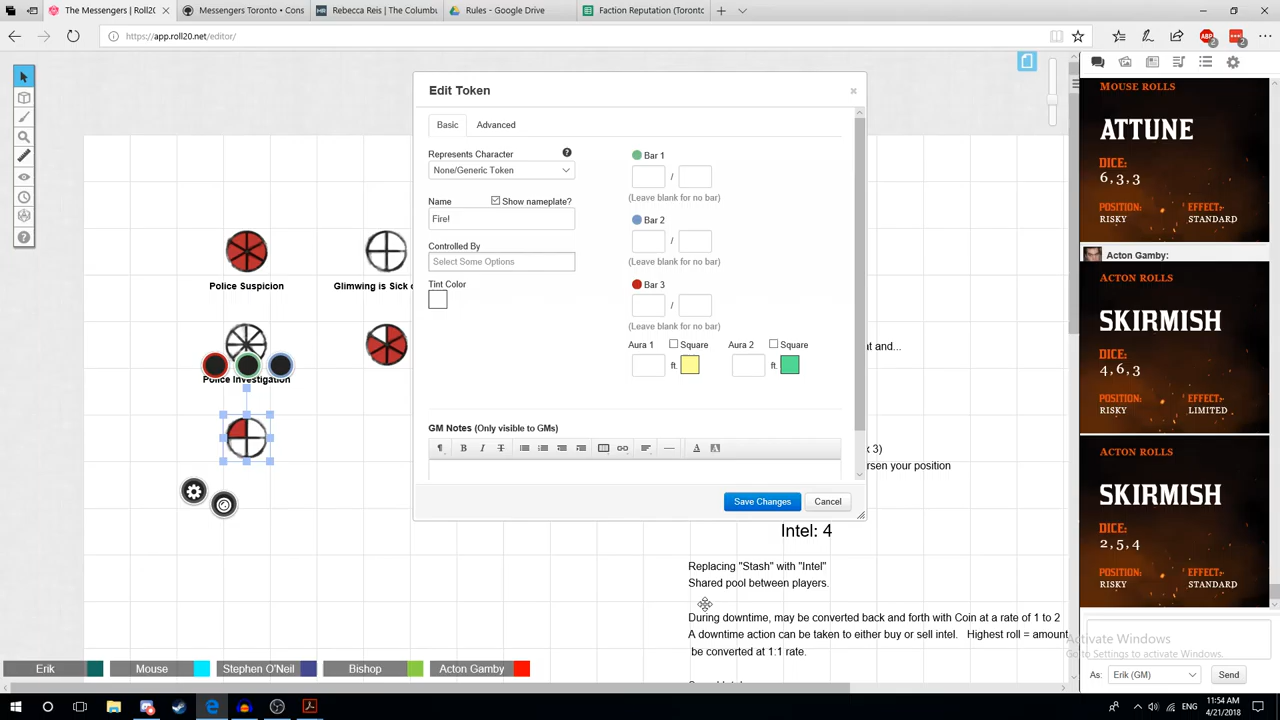 The Messengers | Roll20
Messengers Toronto • Cons
Rebecca Reis | The Columbu
Rules - Google Drive
Faction Reputation (Toronto
https://app.roll20.net/editor/
Edit Token
Basic
Advanced
Represents Character
None/Generic Token
Name
Show nameplate?
Fire!
Controlled By
Select Some Options
Tint Color
Bar 1
/
(Leave blank for no bar)
Bar 2
/
(Leave blank for no bar)
Bar 3
/
(Leave blank for no bar)
Aura 1
Square
Aura 2
Square
ft.
ft.
GM Notes (Only visible to GMs)
Save Changes
Cancel
Police Suspicion
Glimwing is Sick
Police Investigation
at and...
x 3)
rsen your position
Intel: 4
Replacing "Stash" with "Intel"
Shared pool between players.
During downtime, may be converted back and forth with Coin at a rate of 1 to 2
A downtime action can be taken to either buy or sell intel. Highest roll = amount
be converted at 1:1 rate.
MOUSE ROLLS
ATTUNE
DICE:
6,3,3
POSITION:
EFFECT:
RISKY
STANDARD
Acton Gamby:
ACTON ROLLS
SKIRMISH
DICE:
4,6,3
POSITION:
EFFECT:
RISKY
LIMITED
ACTON ROLLS
SKIRMISH
DICE:
2,5,4
POSITION:
EFFECT:
RISKY
STANDARD
Activate Windows
Go to Settings to activate Windows.
As:
Erik (GM)
Send
Erik
Mouse
Stephen O'Neil
Bishop
Acton Gamby
ENG
11:54 AM
4/21/2018